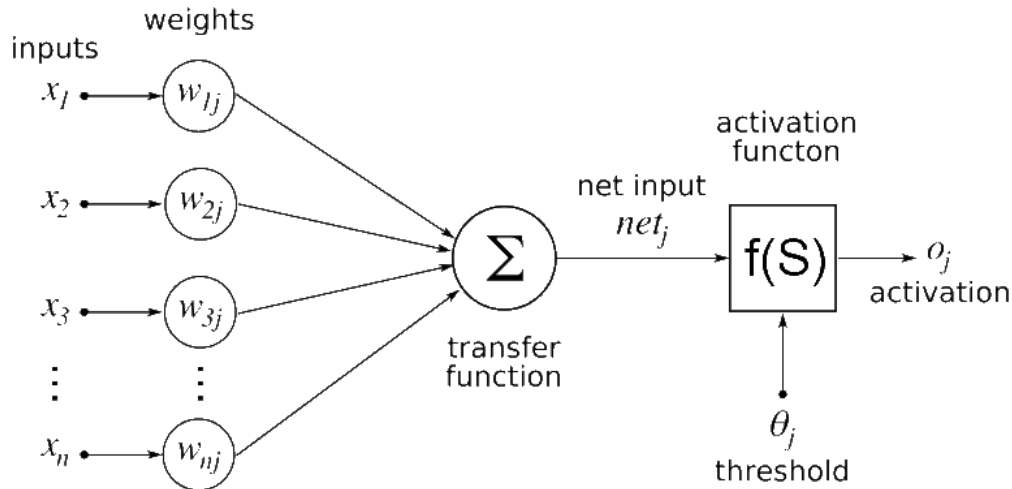 weights
inputs
x₁ w₁ⱼ
x₂ w₂ⱼ
x₃ w₃ⱼ
⋮ ⋮
xₙ wₙⱼ
Σ
transfer
function
net input
netⱼ
activation
functon
f(S)
oⱼ
activation
θⱼ
threshold